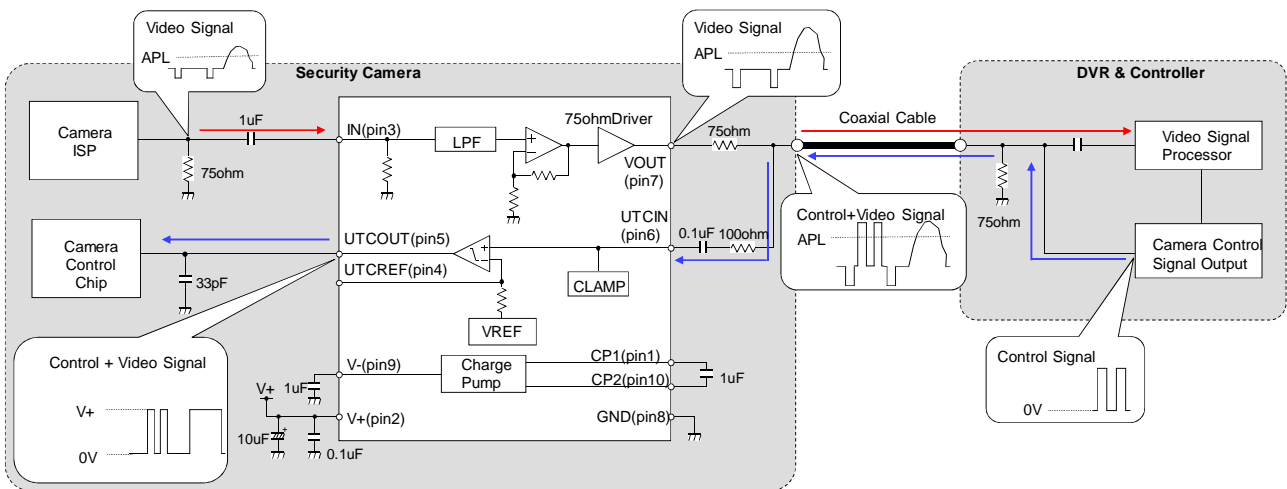 Video Signal
APL
Video Signal
APL
Security Camera
DVR & Controller
Camera
ISP
1uF
75ohm
IN(pin3)
LPF
75ohmDriver
VOUT
(pin7)
75ohm
Coaxial Cable
75ohm
Video Signal
Processor
Camera Control
Signal Output
Control+Video Signal
APL
UTCIN
(pin6)
0.1uF
100ohm
Camera
Control
Chip
33pF
UTCOUT(pin5)
UTCREF(pin4)
CLAMP
VREF
Control + Video Signal
V+
0V
V-(pin9)
1uF
V+
V+(pin2)
10uF
+
0.1uF
Charge
Pump
CP1(pin1)
CP2(pin10)
1uF
GND(pin8)
Control Signal
0V